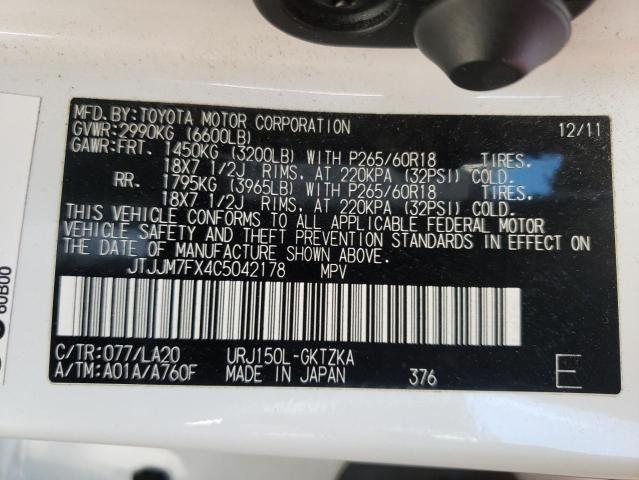 MFD. BY:TOYOTA MOTOR CORPORATION 12/11
GVWR:2990KG (6600LB)
GAWR:FRT. 1450KG (3200LB) WITH P265/60R18 TIRES.
18X7 1/2J RIMS, AT 220KPA (32PSI) COLD.
RR. 1795KG (3965LB) WITH P265/60R18 TIRES.
18X7 1/2J RIMS, AT 220KPA (32PSI) COLD.
THIS VEHICLE CONFORMS TO ALL APPLICABLE FEDERAL MOTOR
VEHICLE SAFETY AND THEFT PREVENTION STANDARDS IN EFFECT ON
THE DATE OF MANUFACTURE SHOWN ABOVE.
JTJJM7FX4C5042178 MPV
C/TR:077/LA20 URJ150L-GKTZKA
A/TM:A01A/A760F MADE IN JAPAN 376 E
60B00